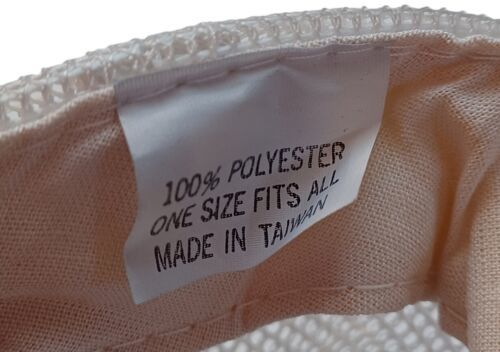 100% POLYESTER
ONE SIZE FITS ALL
MADE IN TAIWAN